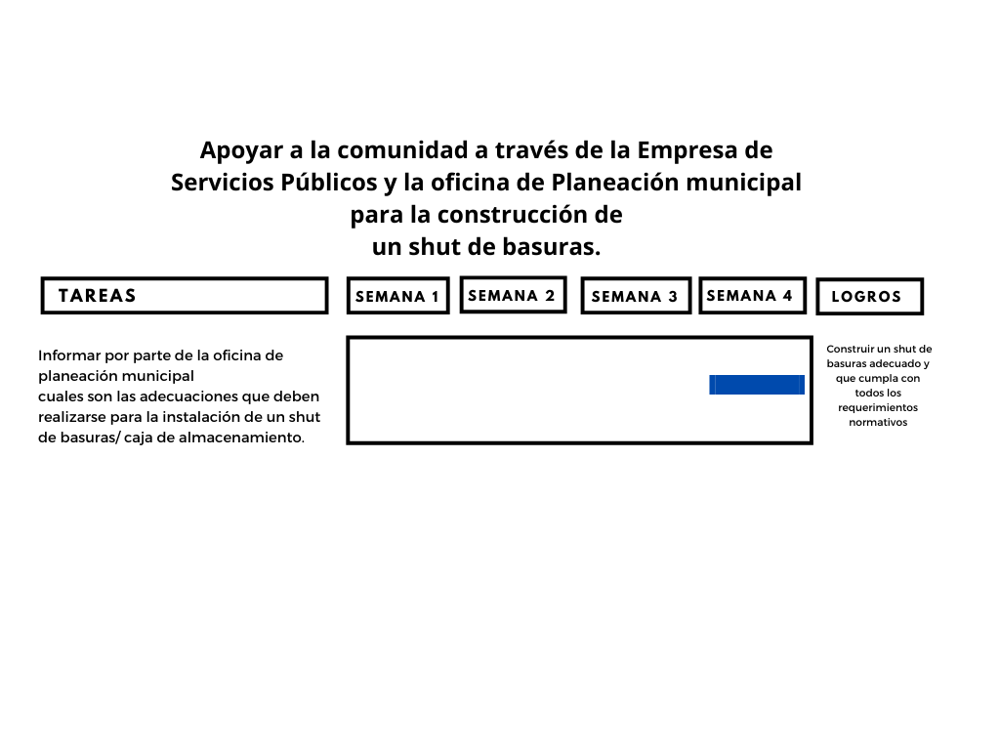 Apoyar a la comunidad a través de la Empresa de
Servicios Públicos y la oficina de Planeación municipal
para la construcción de
un shut de basuras.
TAREAS
SEMANA 1
SEMANA 2
SEMANA 3
SEMANA 4
LOGROS
Informar por parte de la oficina de
planeación municipal
cuales son las adecuaciones que deben
realizarse para la instalación de un shut
de basuras/ caja de almacenamiento.
Construir un shut de
basuras adecuado y
que cumpla con
todos los
requerimientos
normativos